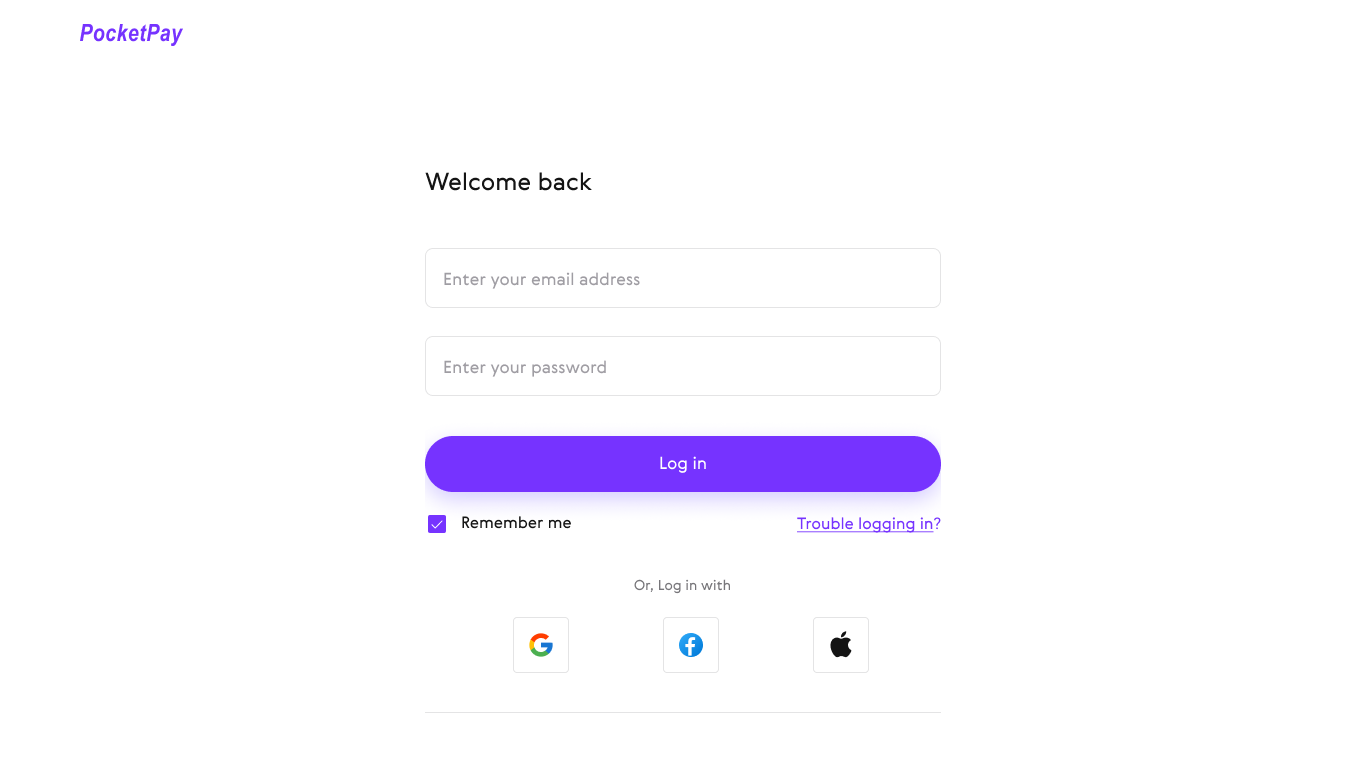 PocketPay
Welcome back
Enter your email address
Enter your password
Log in
Remember me
Trouble logging in?
Or, Log in with